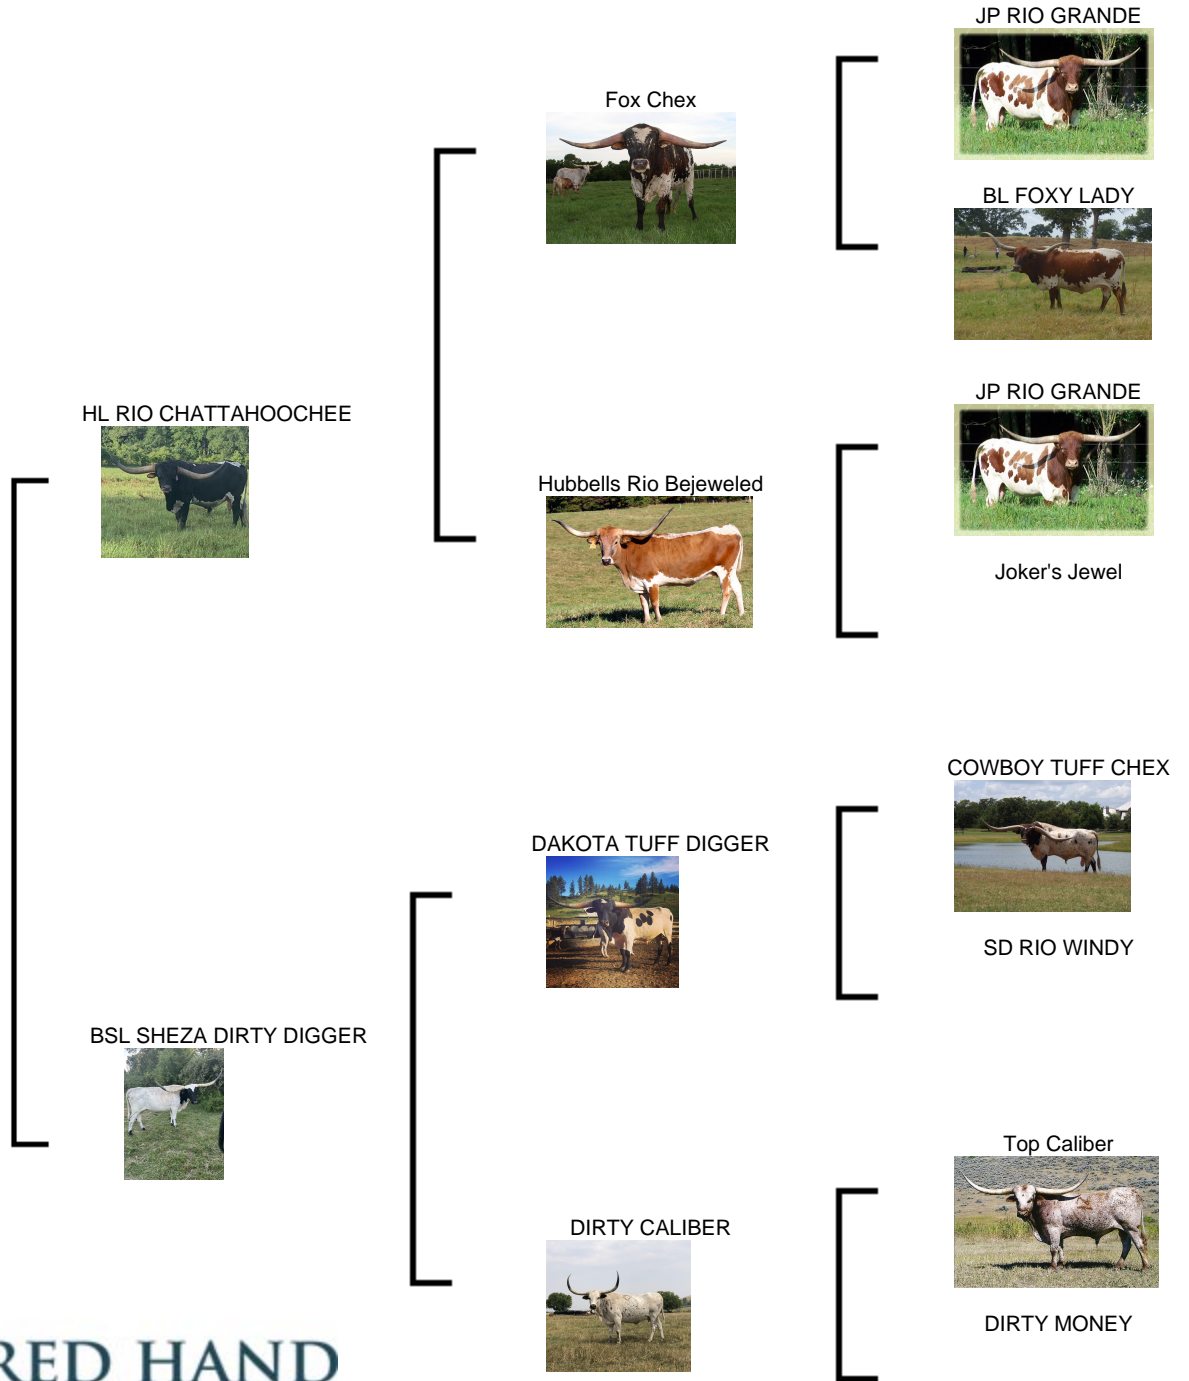 JP RIO GRANDE
Fox Chex
BL FOXY LADY
JP RIO GRANDE
HL RIO CHATTAHOOCHEE
Hubbells Rio Bejeweled
Joker's Jewel
COWBOY TUFF CHEX
DAKOTA TUFF DIGGER
SD RIO WINDY
BSL SHEZA DIRTY DIGGER
Top Caliber
DIRTY CALIBER
DIRTY MONEY
RED HAND